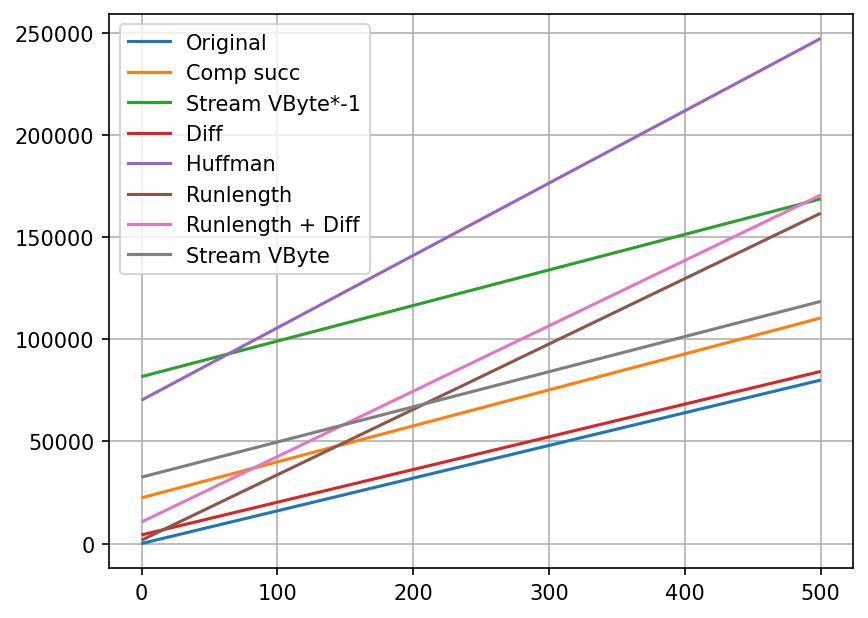 250000
200000
150000
100000
50000
0
Original
Comp succ
Stream VByte*-1
Diff
Huffman
Runlength
Runlength + Diff
Stream VByte
0 100 200 300 400 500